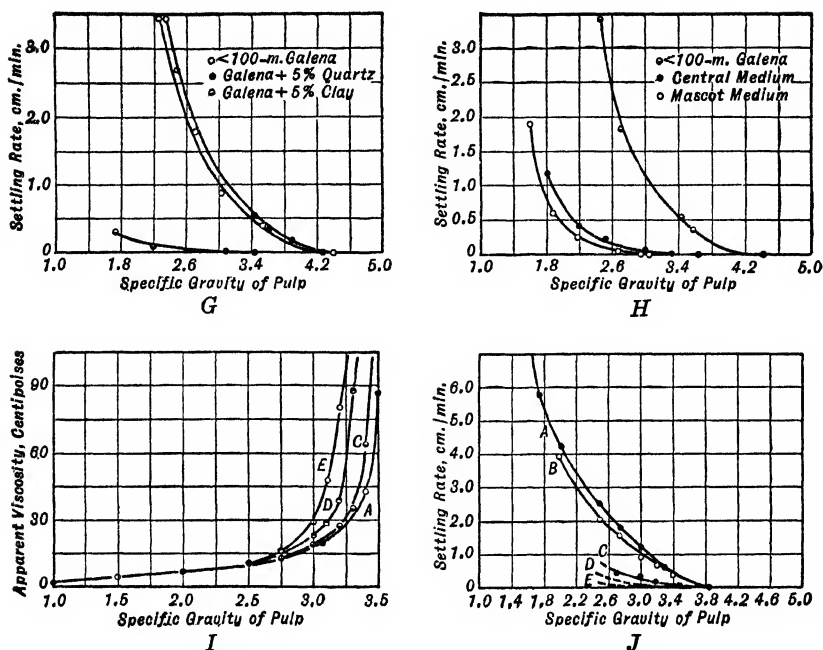 Settling Rate, cm./min.
3.0
2.0
1.0
0
<100-m. Galena
Galena + 5% Quartz
Galena + 5% Clay
1.0 1.8 2.6 3.4 4.2 5.0
Specific Gravity of Pulp
G
Settling Rate, cm./min.
3.0
2.5
2.0
1.5
1.0
0.5
0
<100-m. Galena
Central Medium
Mascot Medium
1.0 1.8 2.6 3.4 4.2 5.0
Specific Gravity of Pulp
H
Apparent Viscosity, Centipoises
90
60
30
0
E
D
C
A
1.0 1.5 2.0 2.5 3.0 3.5
Specific Gravity of Pulp
I
Settling Rate, cm./min.
6.0
5.0
4.0
3.0
2.0
1.0
0
A
B
C
D
E
1.0 1.4 1.8 2.2 2.6 3.0 3.4 3.8 4.2 4.6 5.0
Specific Gravity of Pulp
J